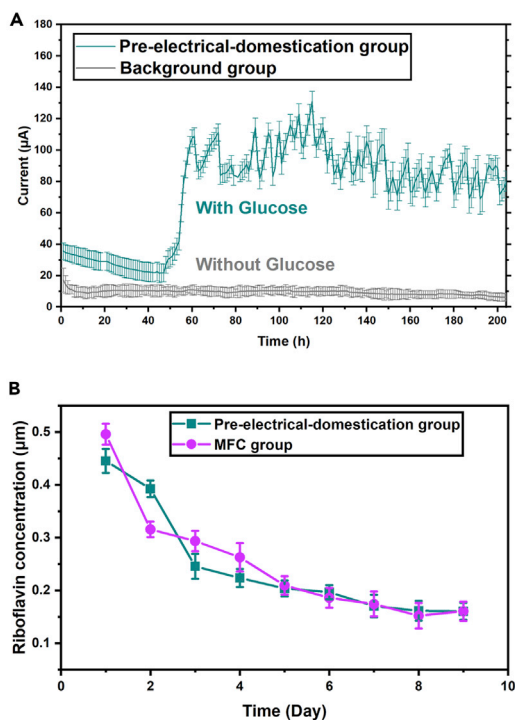 A
Pre-electrical-domestication group
Background group
180
160
140
120
100
80
60
40
20
0
Current (µA)
With Glucose
Without Glucose
0 20 40 60 80 100 120 140 160 180 200
Time (h)
B
Pre-electrical-domestication group
MFC group
0.5
0.4
0.3
0.2
0.1
Riboflavin concentration (µm)
0 2 4 6 8 10
Time (Day)